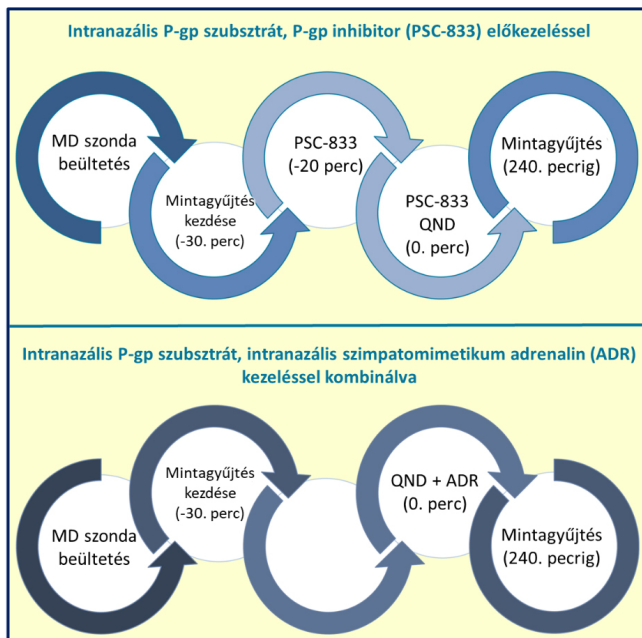 Intranazális P-gp szubsztrát, P-gp inhibitor (PSC-833) előkezeléssel
MD szonda
beültetés
Mintagyűjtés
kezdése
(-30. perc)
PSC-833
(-20 perc)
PSC-833
QND
(0. perc)
Mintagyűjtés
(240. pecrig)
Intranazális P-gp szubsztrát, intranazális szimpatomimetikum adrenalin (ADR)
kezeléssel kombinálva
MD szonda
beültetés
Mintagyűjtés
kezdése
(-30. perc)
QND + ADR
(0. perc)
Mintagyűjtés
(240. pecrig)